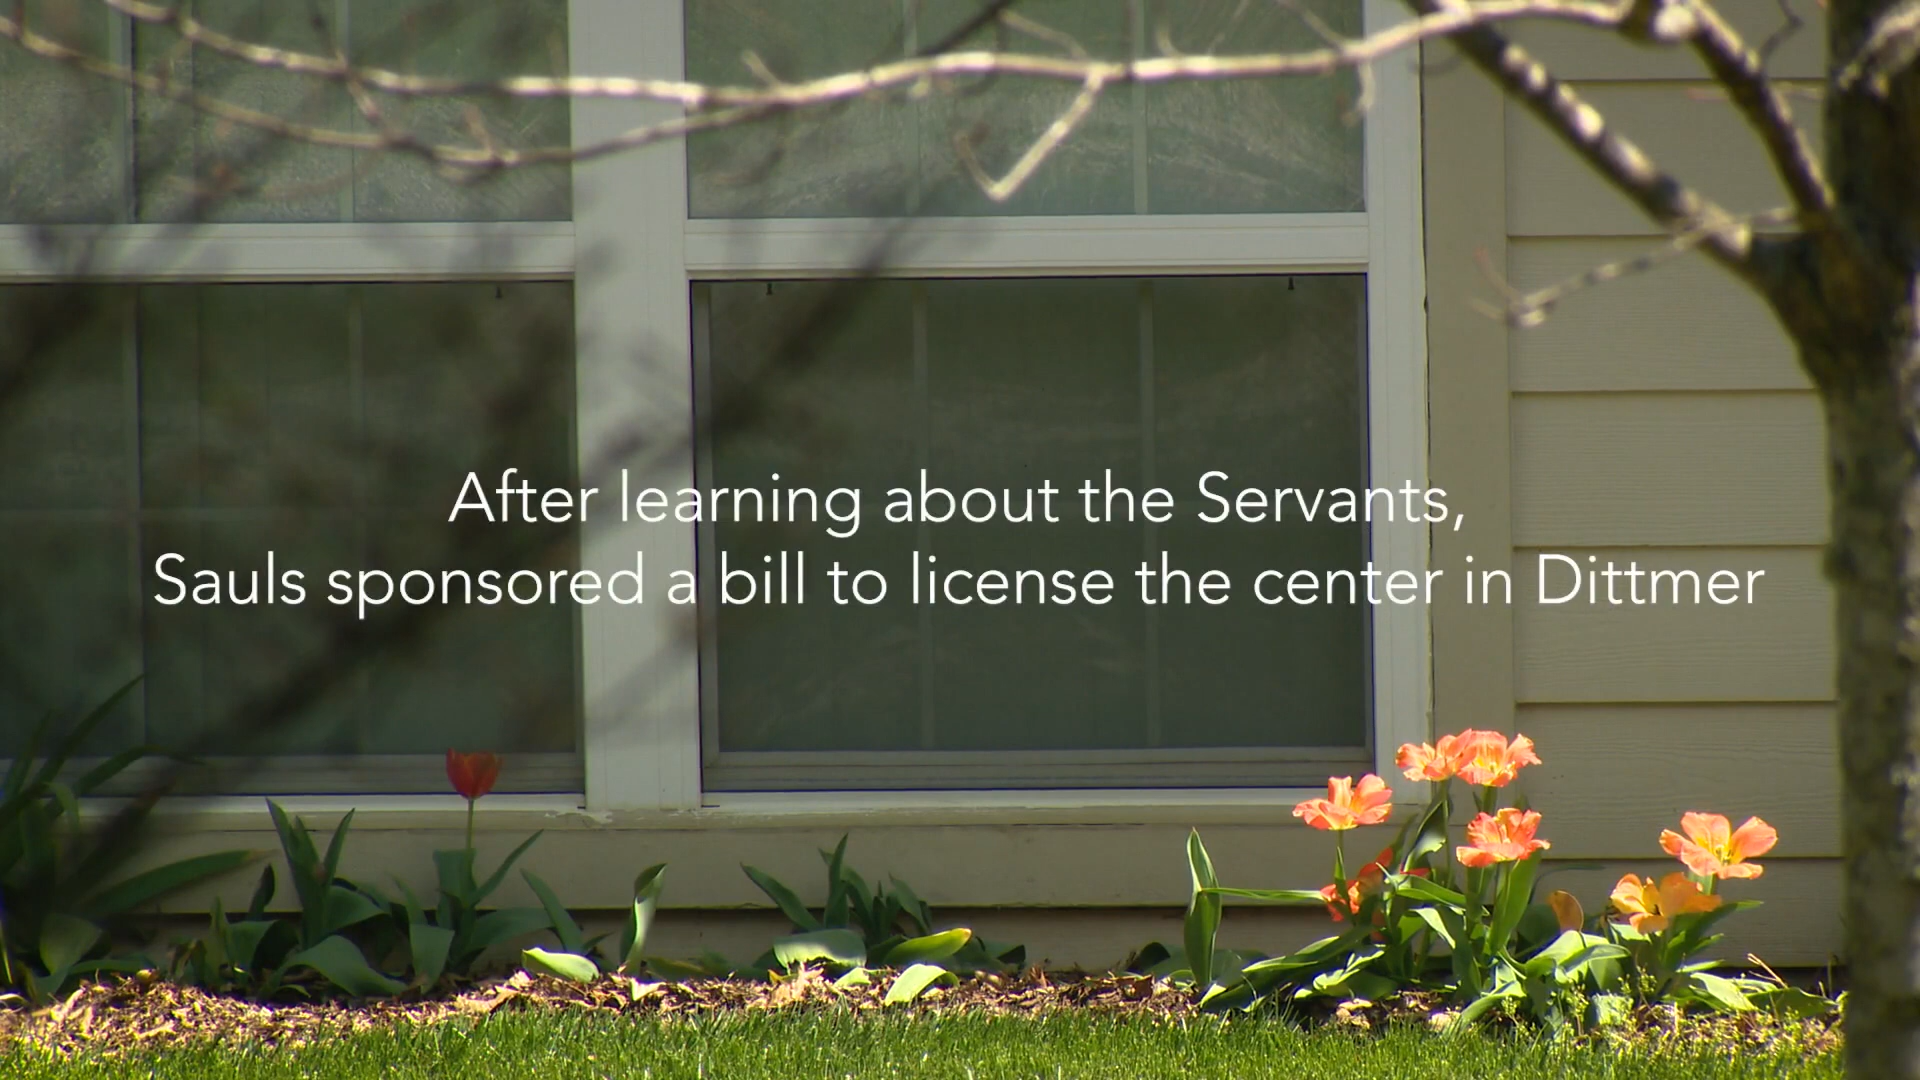 After learning about the Servants,
Sauls sponsored a bill to license the center in Dittmer